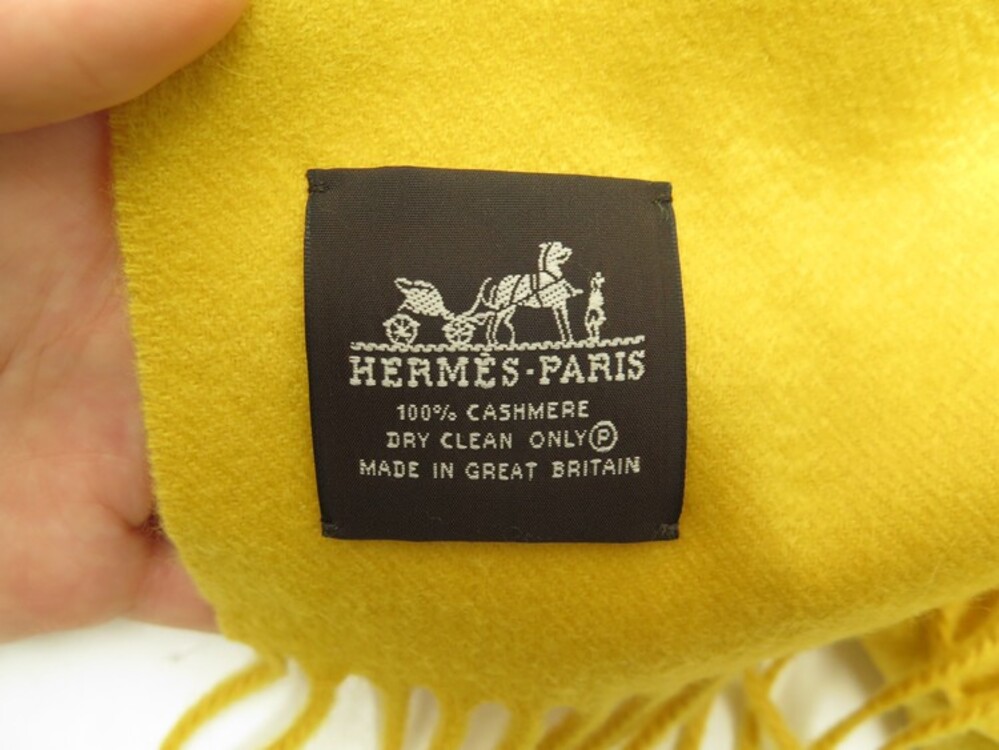 HERMÈS-PARIS
100% CASHMERE
DRY CLEAN ONLY Ⓟ
MADE IN GREAT BRITAIN